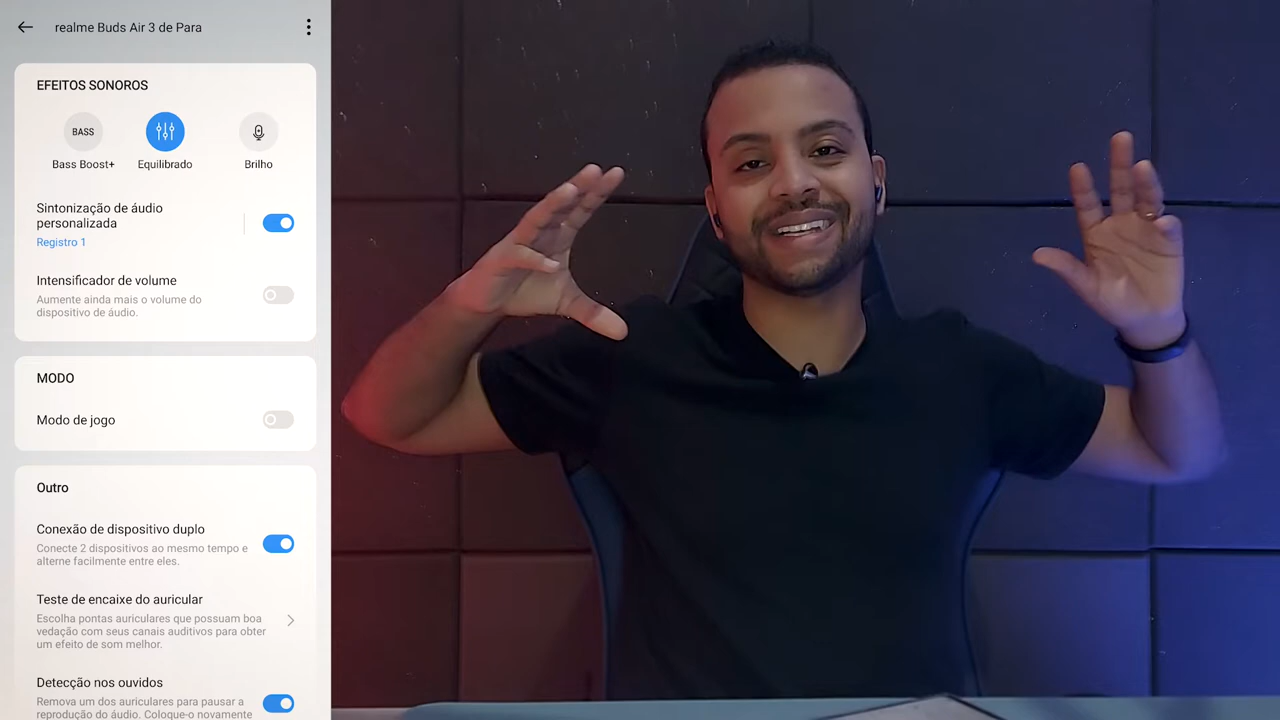 realme Buds Air 3 de Para
EFEITOS SONOROS
BASS
Bass Boost+
Equilibrado
Brilho
Sintonização de áudio
personalizada
Registro 1
Intensificador de volume
Aumente ainda mais o volume do
dispositivo de áudio.
MODO
Modo de jogo
Outro
Conexão de dispositivo duplo
Conecte 2 dispositivos ao mesmo tempo e
alterne facilmente entre eles.
Teste de encaixe do auricular
Escolha pontas auriculares que possuam boa
vedação com seus canais auditivos para obter
um efeito de som melhor.
Detecção nos ouvidos
Remova um dos auriculares para pausar a
reprodução do áudio. Coloque-o novamente